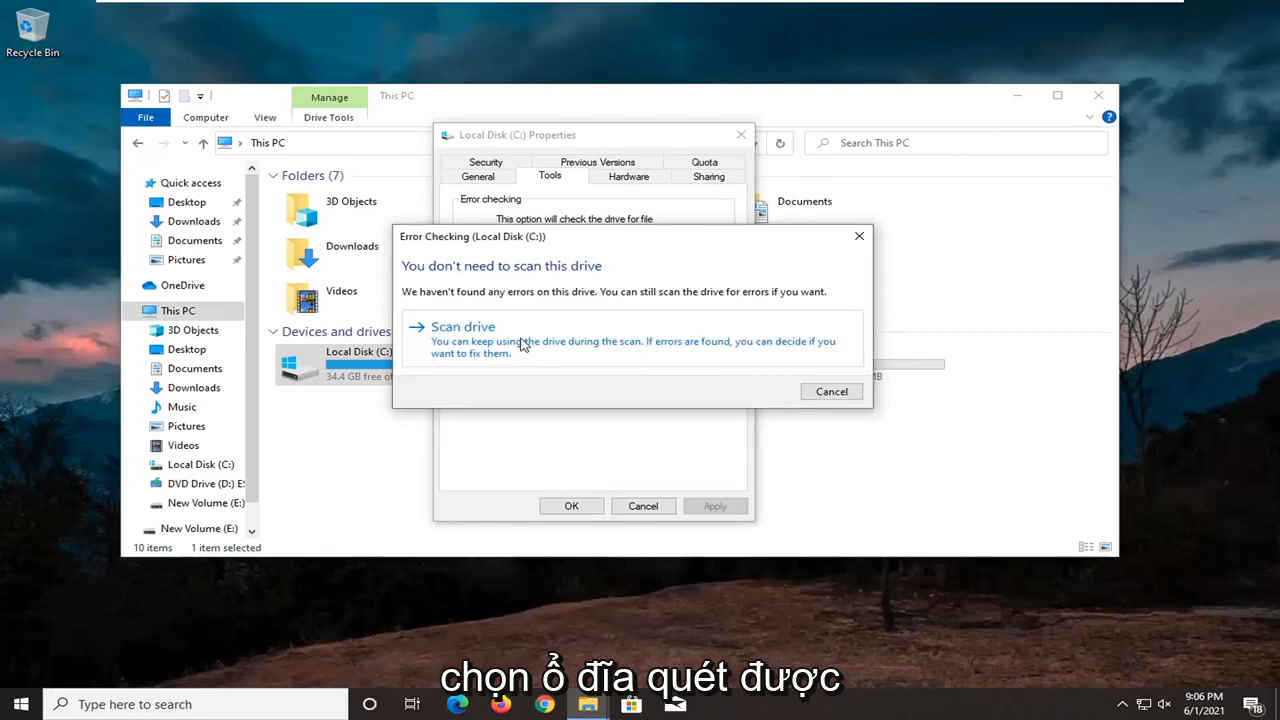 Recycle Bin
Manage
This PC
File
Computer
View
Drive Tools
This PC
Search This PC
Quick access
Desktop
Downloads
Documents
Pictures
OneDrive
This PC
3D Objects
Desktop
Documents
Downloads
Music
Pictures
Videos
Local Disk (C:)
DVD Drive (D:) ES
New Volume (E:)
New Volume (E:)
Folders (7)
3D Objects
Downloads
Videos
Documents
Devices and drives
Local Disk (C:)
34.4 GB free of
MB
10 items
1 item selected
Local Disk (C:) Properties
Security
Previous Versions
Quota
General
Tools
Hardware
Sharing
Error checking
This option will check the drive for file
Error Checking (Local Disk (C:))
You don't need to scan this drive
We haven't found any errors on this drive. You can still scan the drive for errors if you want.
Scan drive
You can keep using the drive during the scan. If errors are found, you can decide if you
want to fix them.
Cancel
OK
Cancel
Apply
chọn ổ đĩa quét được
Type here to search
9:06 PM
6/1/2021
18